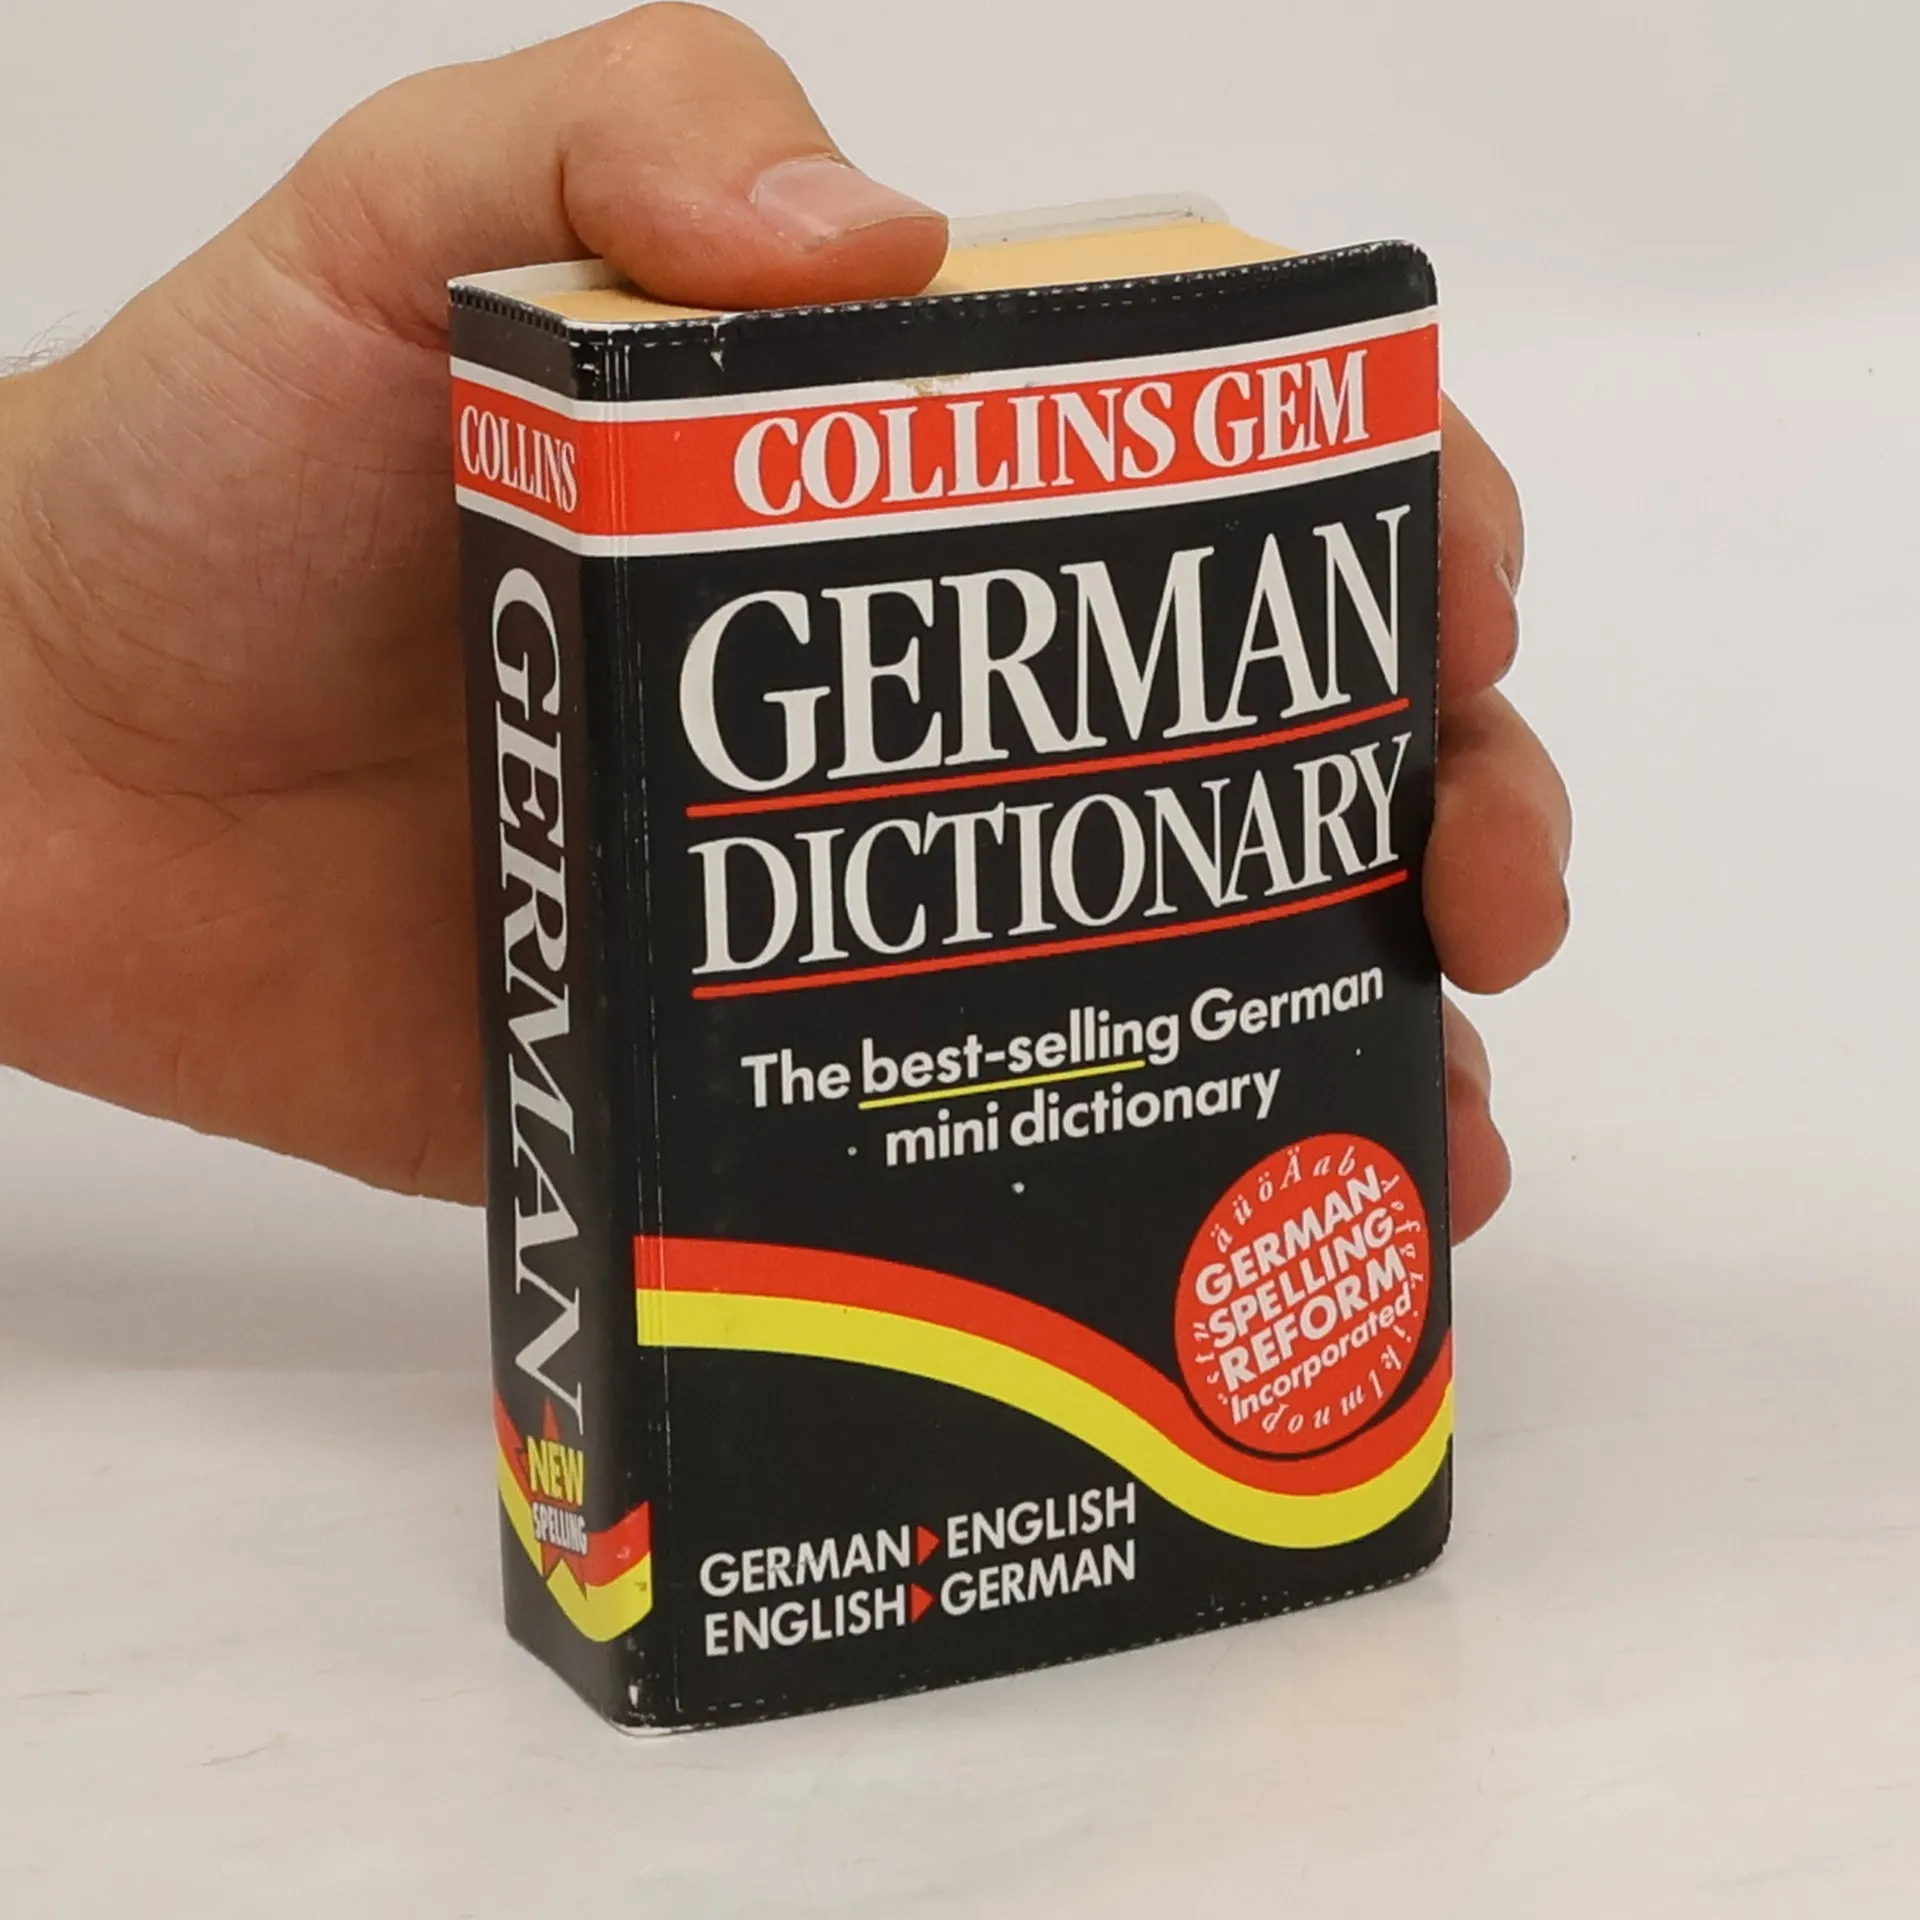 COLLINS
GERMAN
NEW
SPELLING
COLLINS GEM
GERMAN
DICTIONARY
The best-selling German
mini dictionary
GERMAN
SPELLING
REFORM
Incorporated
GERMAN ENGLISH
ENGLISH GERMAN